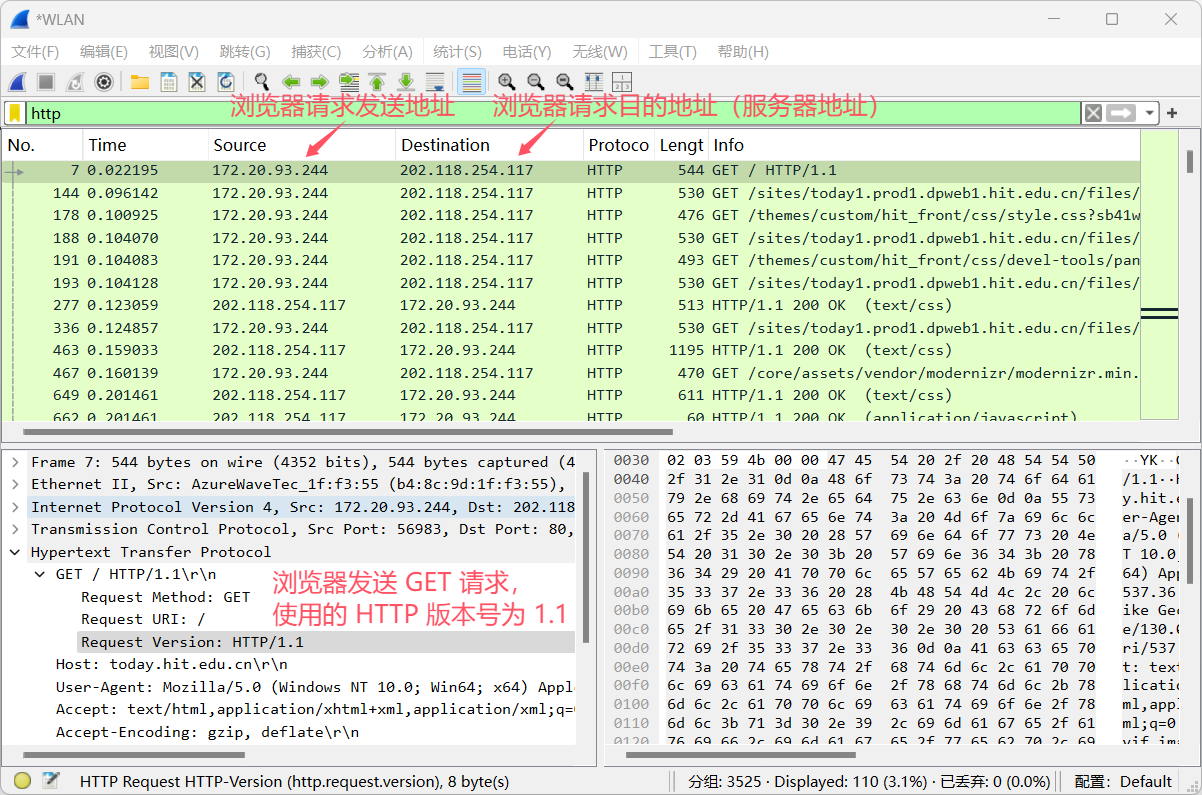 *WLAN
文件(F) 编辑(E) 视图(V) 跳转(G) 捕获(C) 分析(A) 统计(S) 电话(Y) 无线(W) 工具(T) 帮助(H)
浏览器请求发送地址 浏览器请求目的地址（服务器地址）
http
No. Time Source Destination Protoco Lengt Info
7 0.022195 172.20.93.244 202.118.254.117 HTTP 544 GET / HTTP/1.1
144 0.096142 172.20.93.244 202.118.254.117 HTTP 530 GET /sites/today1.prod1.dpweb1.hit.edu.cn/files/
178 0.100925 172.20.93.244 202.118.254.117 HTTP 476 GET /themes/custom/hit_front/css/style.css?sb41w
188 0.104070 172.20.93.244 202.118.254.117 HTTP 530 GET /sites/today1.prod1.dpweb1.hit.edu.cn/files/
191 0.104083 172.20.93.244 202.118.254.117 HTTP 493 GET /themes/custom/hit_front/css/devel-tools/pan
193 0.104128 172.20.93.244 202.118.254.117 HTTP 530 GET /sites/today1.prod1.dpweb1.hit.edu.cn/files/
277 0.123059 202.118.254.117 172.20.93.244 HTTP 513 HTTP/1.1 200 OK (text/css)
336 0.124857 172.20.93.244 202.118.254.117 HTTP 530 GET /sites/today1.prod1.dpweb1.hit.edu.cn/files/
463 0.159033 202.118.254.117 172.20.93.244 HTTP 1195 HTTP/1.1 200 OK (text/css)
467 0.160139 172.20.93.244 202.118.254.117 HTTP 470 GET /core/assets/vendor/modernizr/modernizr.min.
649 0.201461 202.118.254.117 172.20.93.244 HTTP 611 HTTP/1.1 200 OK (text/css)
662 0.201461 202.118.254.117 172.20.93.244 HTTP 60 HTTP/1.1 200 OK (application/javascript)
Frame 7: 544 bytes on wire (4352 bits), 544 bytes captured (4
Ethernet II, Src: AzureWaveTec_1f:f3:55 (b4:8c:9d:1f:f3:55),
Internet Protocol Version 4, Src: 172.20.93.244, Dst: 202.118
Transmission Control Protocol, Src Port: 56983, Dst Port: 80,
Hypertext Transfer Protocol
GET / HTTP/1.1\r\n
Request Method: GET
Request URI: /
Request Version: HTTP/1.1
浏览器发送 GET 请求，
使用的 HTTP 版本号为 1.1
Host: today.hit.edu.cn\r\n
User-Agent: Mozilla/5.0 (Windows NT 10.0; Win64; x64) Appl
Accept: text/html,application/xhtml+xml,application/xml;q=
Accept-Encoding: gzip, deflate\r\n
0030 02 03 59 4b 00 00 47 45 54 20 2f 20 48 54 54 50 ··YK··
0040 2f 31 2e 31 0d 0a 48 6f 73 74 3a 20 74 6f 64 61 /1.1··
0050 79 2e 68 69 74 2e 65 64 75 2e 63 6e 0d 0a 55 73 y.hit.e
0060 65 72 2d 41 67 65 6e 74 3a 20 4d 6f 7a 69 6c 6c er-Agen
0070 61 2f 35 2e 30 20 28 57 69 6e 64 6f 77 73 20 4e a/5.0 (
0080 54 20 31 30 2e 30 3b 20 57 69 6e 36 34 3b 20 78 T 10.0;
0090 36 34 29 20 41 70 70 6c 65 57 65 62 4b 69 74 2f 64) App
00a0 35 33 37 2e 33 36 20 28 4b 48 54 4d 4c 2c 20 6c 537.36
00b0 69 6b 65 20 47 65 63 6b 6f 29 20 43 68 72 6f 6d ike Gec
00c0 65 2f 31 33 30 2e 30 2e 30 2e 30 20 53 61 66 61 e/130.0
00d0 72 69 2f 35 33 37 2e 33 36 0d 0a 41 63 63 65 70 ri/537.
00e0 74 3a 20 74 65 78 74 2f 68 74 6d 6c 2c 61 70 70 t: text
00f0 6c 69 63 61 74 69 6f 6e 2f 78 68 74 6d 6c 2b 78 licatio
0100 6d 6c 2c 61 70 70 6c 69 63 61 74 69 6f 6e 2f 78 ml,appl
0110 6d 6c 3b 71 3d 30 2e 39 2c 69 6d 61 67 65 2f 61 ml;q=0
0120 76 69 66 2c 69 6d 61 67 65 2f 77 65 62 70 2c 69 vif,ima
HTTP Request HTTP-Version (http.request.version), 8 byte(s) 分组: 3525 · Displayed: 110 (3.1%) · 已丢弃: 0 (0.0%) 配置: Default